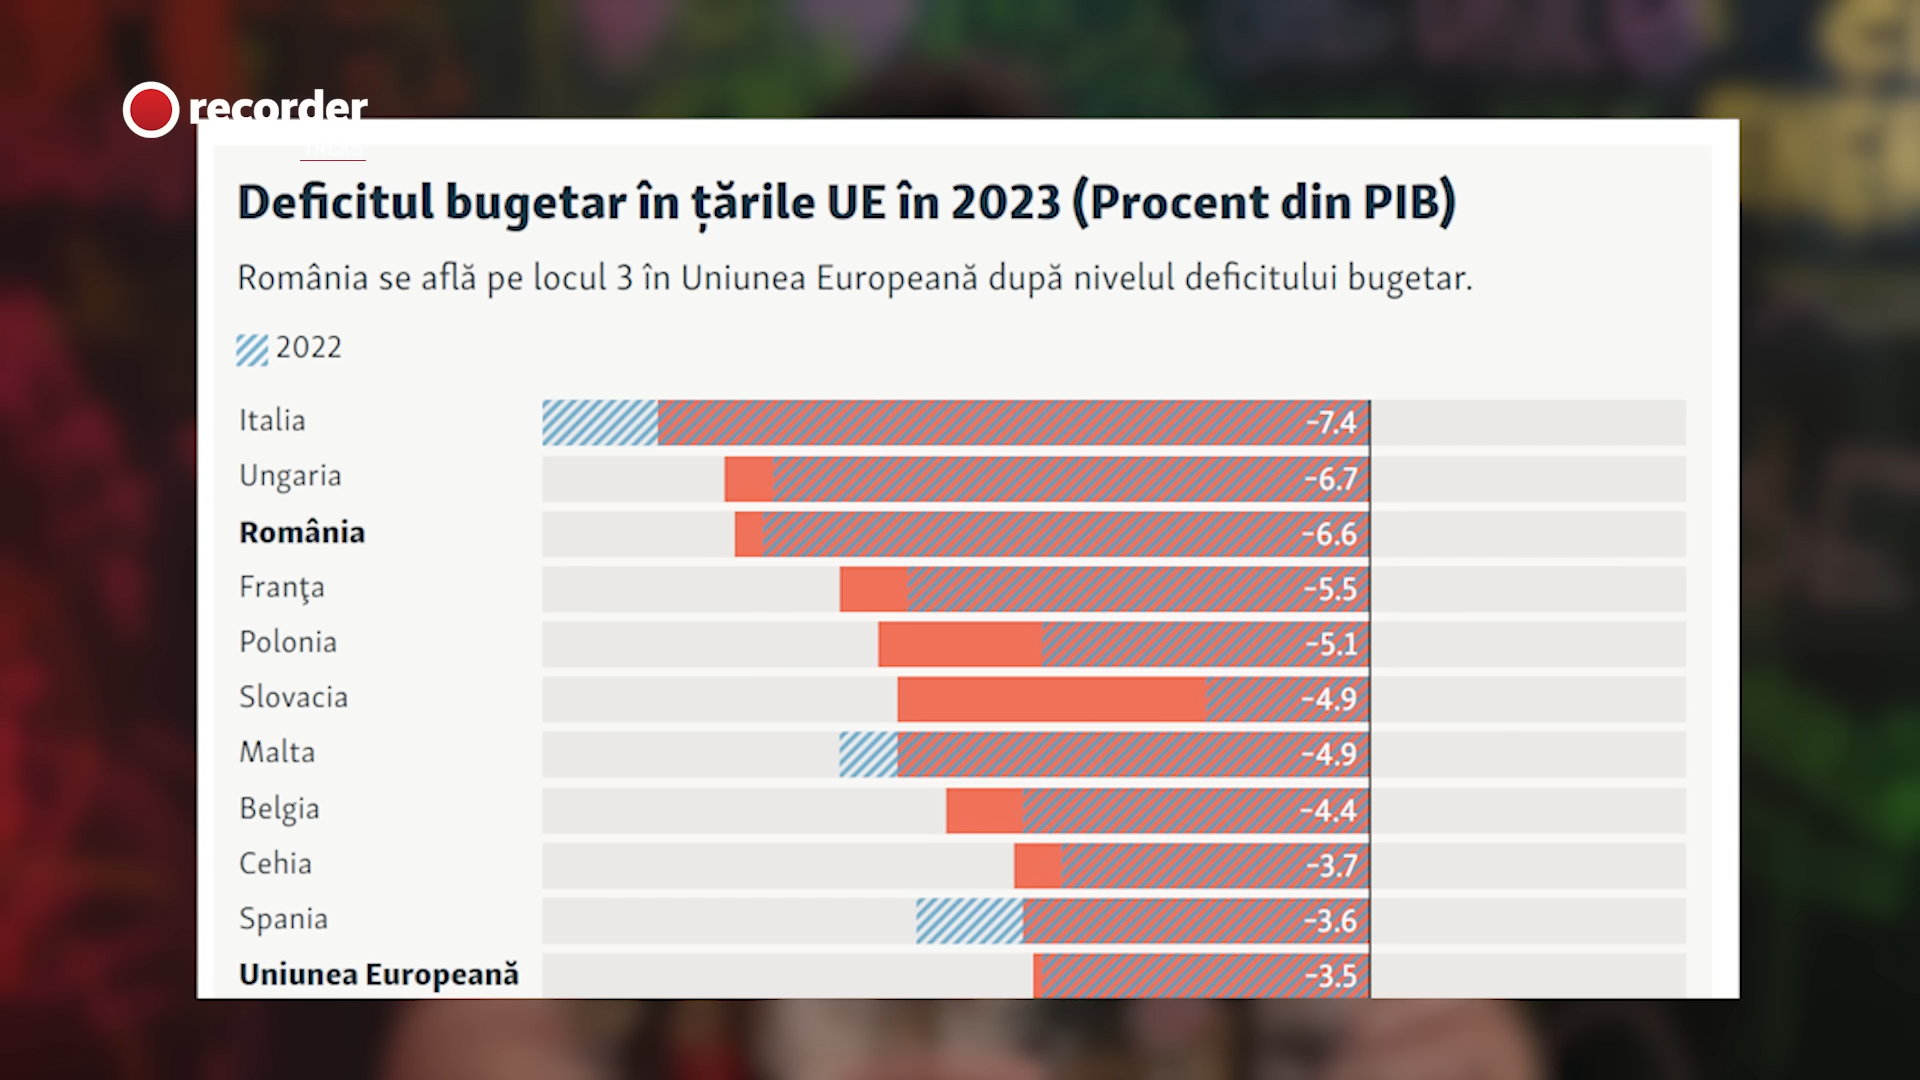 recorder
Deficitul bugetar în țările UE în 2023 (Procent din PIB)
România se află pe locul 3 în Uniunea Europeană după nivelul deficitului bugetar.
2022
Italia −7.4
Ungaria −6.7
România −6.6
Franţa −5.5
Polonia −5.1
Slovacia −4.9
Malta −4.9
Belgia −4.4
Cehia −3.7
Spania −3.6
Uniunea Europeană −3.5